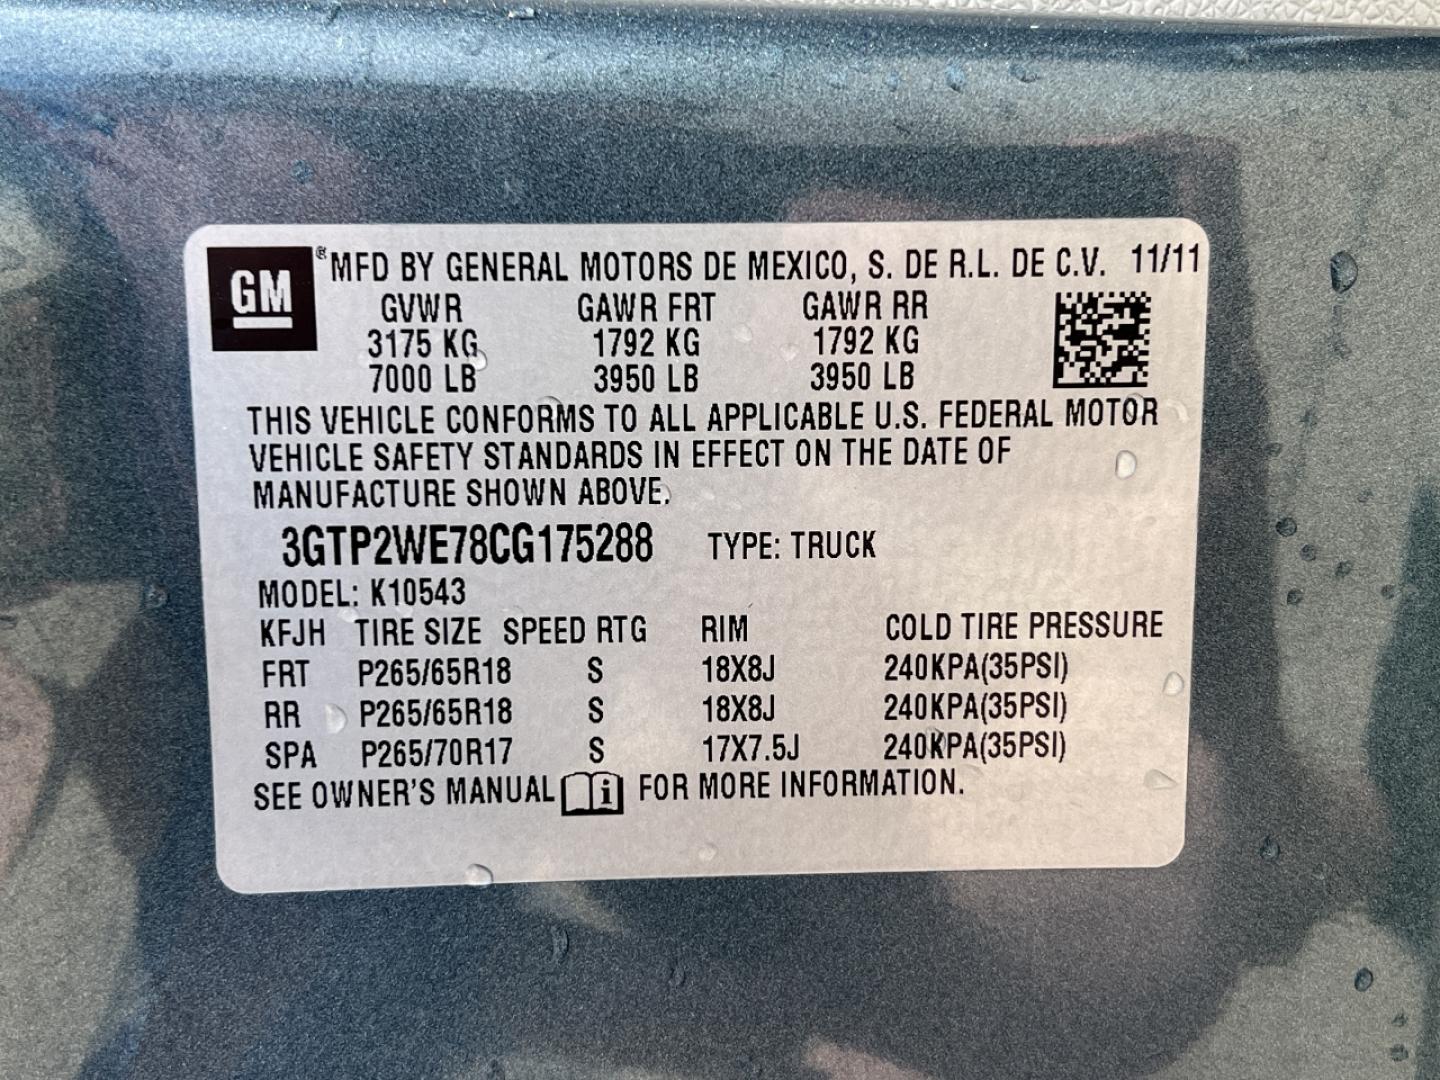 GM ® MFD BY GENERAL MOTORS DE MEXICO, S. DE R.L. DE C.V. 11/11
GVWR GAWR FRT GAWR RR
3175 KG 1792 KG 1792 KG
7000 LB 3950 LB 3950 LB
THIS VEHICLE CONFORMS TO ALL APPLICABLE U.S. FEDERAL MOTOR
VEHICLE SAFETY STANDARDS IN EFFECT ON THE DATE OF
MANUFACTURE SHOWN ABOVE.
3GTP2WE78CG175288 TYPE: TRUCK
MODEL: K10543
KFJH TIRE SIZE SPEED RTG RIM COLD TIRE PRESSURE
FRT P265/65R18 S 18X8J 240KPA(35PSI)
RR P265/65R18 S 18X8J 240KPA(35PSI)
SPA P265/70R17 S 17X7.5J 240KPA(35PSI)
SEE OWNER'S MANUAL i FOR MORE INFORMATION.